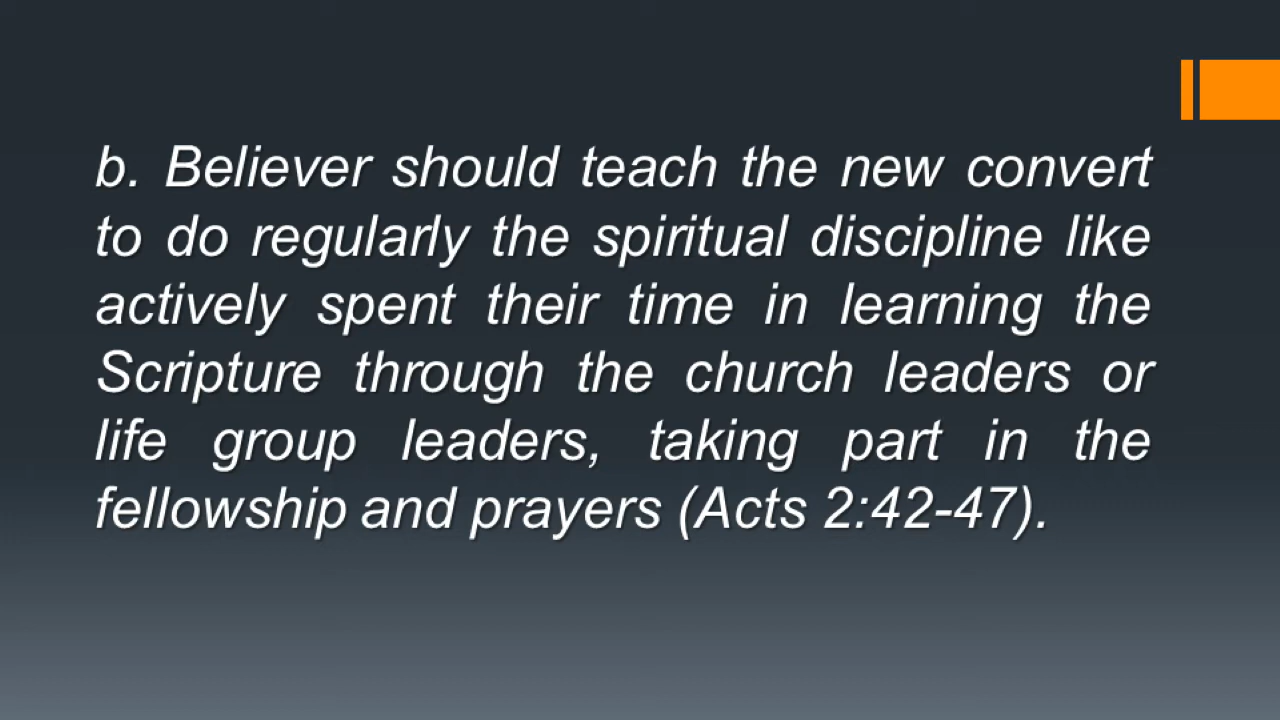 b. Believer should teach the new convert
to do regularly the spiritual discipline like
actively spent their time in learning the
Scripture through the church leaders or
life group leaders, taking part in the
fellowship and prayers (Acts 2:42-47).